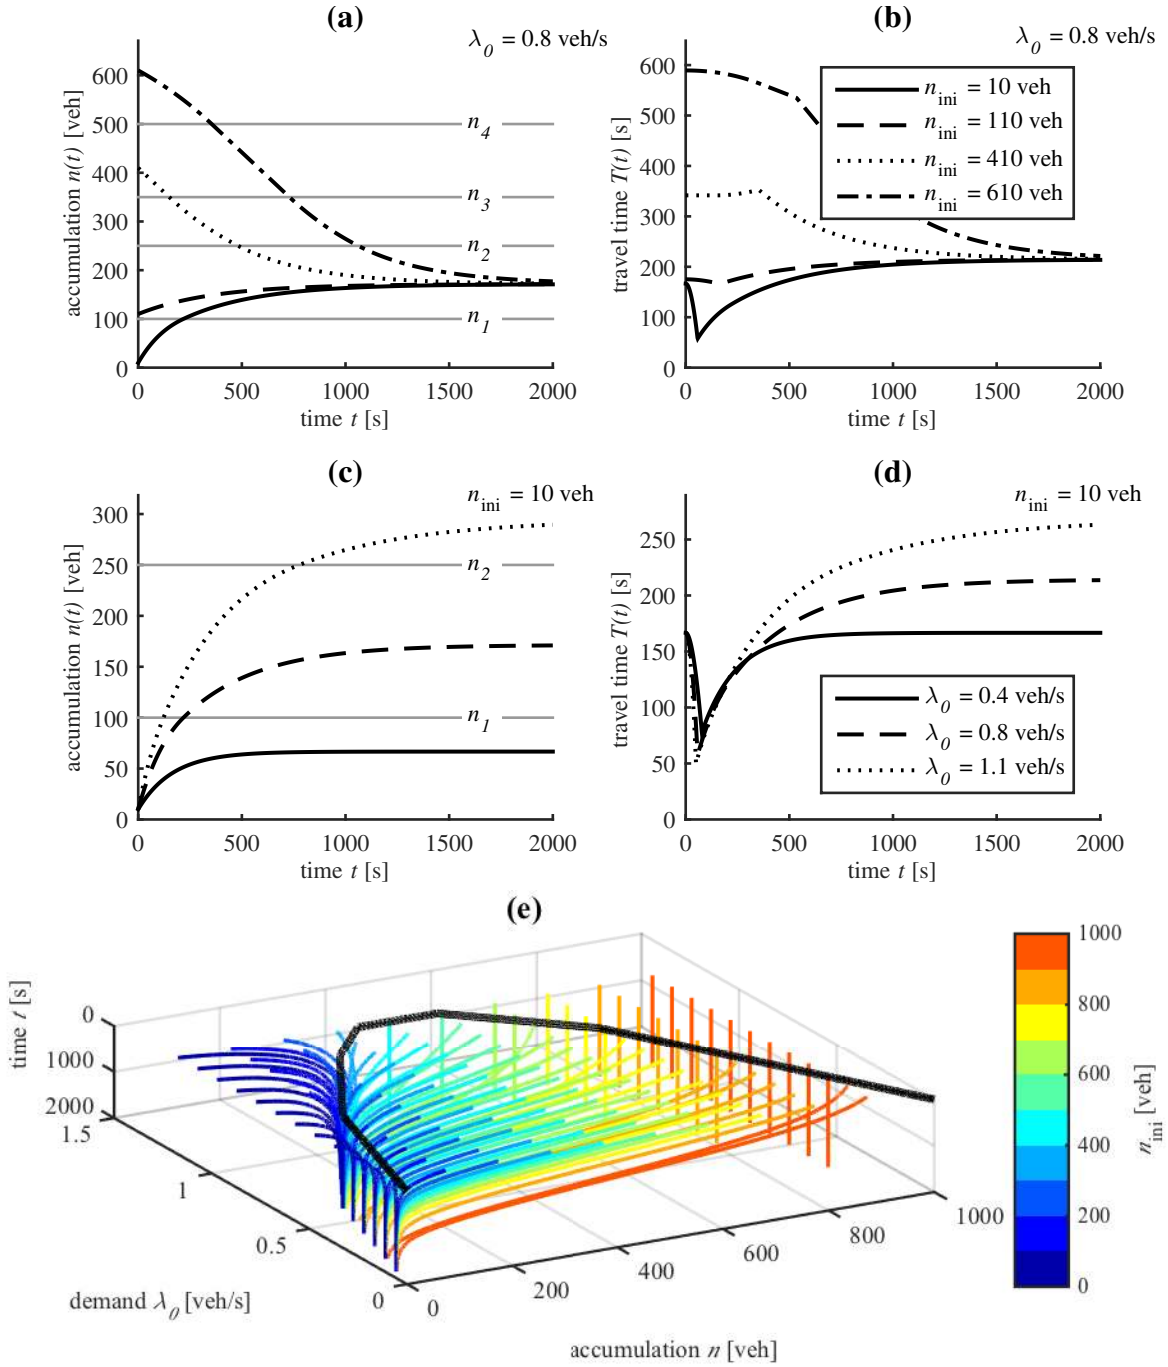 (a)
λ0 = 0.8 veh/s
accumulation n(t) [veh]
600
500
400
300
200
100
0
n4
n3
n2
n1
0 500 1000 1500 2000
time t [s]
(b)
λ0 = 0.8 veh/s
travel time T(t) [s]
600
500
400
300
200
100
0
nini = 10 veh
nini = 110 veh
nini = 410 veh
nini = 610 veh
0 500 1000 1500 2000
time t [s]
(c)
nini = 10 veh
accumulation n(t) [veh]
300
250
200
150
100
50
0
n2
n1
0 500 1000 1500 2000
time t [s]
(d)
nini = 10 veh
travel time T(t) [s]
250
200
150
100
50
0
λ0 = 0.4 veh/s
λ0 = 0.8 veh/s
λ0 = 1.1 veh/s
0 500 1000 1500 2000
time t [s]
(e)
time t [s]
0
1000
2000
1.5
1
0.5
0
demand λ0 [veh/s]
0
200
400
600
800
1000
accumulation n [veh]
1000
800
600
400
200
0
nini [veh]